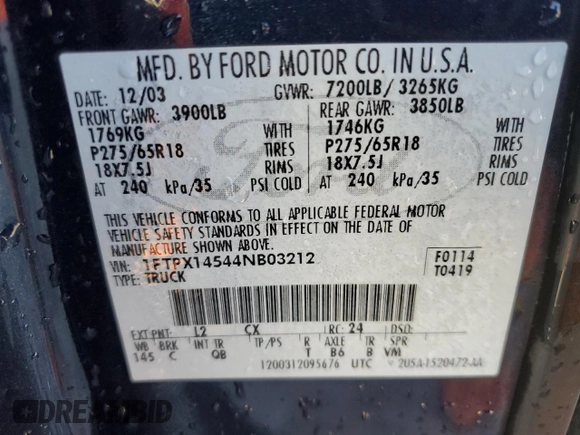 MFD. BY FORD MOTOR CO. IN U.S.A.
DATE: 12/03 GVWR: 7200LB/ 3265KG
FRONT GAWR: 3900LB REAR GAWR: 3850LB
1769KG WITH 1746KG WITH
P275/65R18 TIRES P275/65R18 TIRES
18X7.5J RIMS 18X7.5J RIMS
AT 240 kPa/35 PSI COLD AT 240 kPa/35 PSI COLD
THIS VEHICLE CONFORMS TO ALL APPLICABLE FEDERAL MOTOR
VEHICLE SAFETY STANDARDS IN EFFECT ON THE DATE OF
MANUFACTURE SHOWN ABOVE.
VIN: 1FTPX14544NB03212 F0114
TYPE: TRUCK T0419
EXT PNT: L2 CX RC: 24 DSO:
WB BRK INT TR TP/PS R AXLE TR SPR
145 C QB T B6 B VM
1200312095676 UTC 2U5A-1520472-AA
Ford
DREAMBID